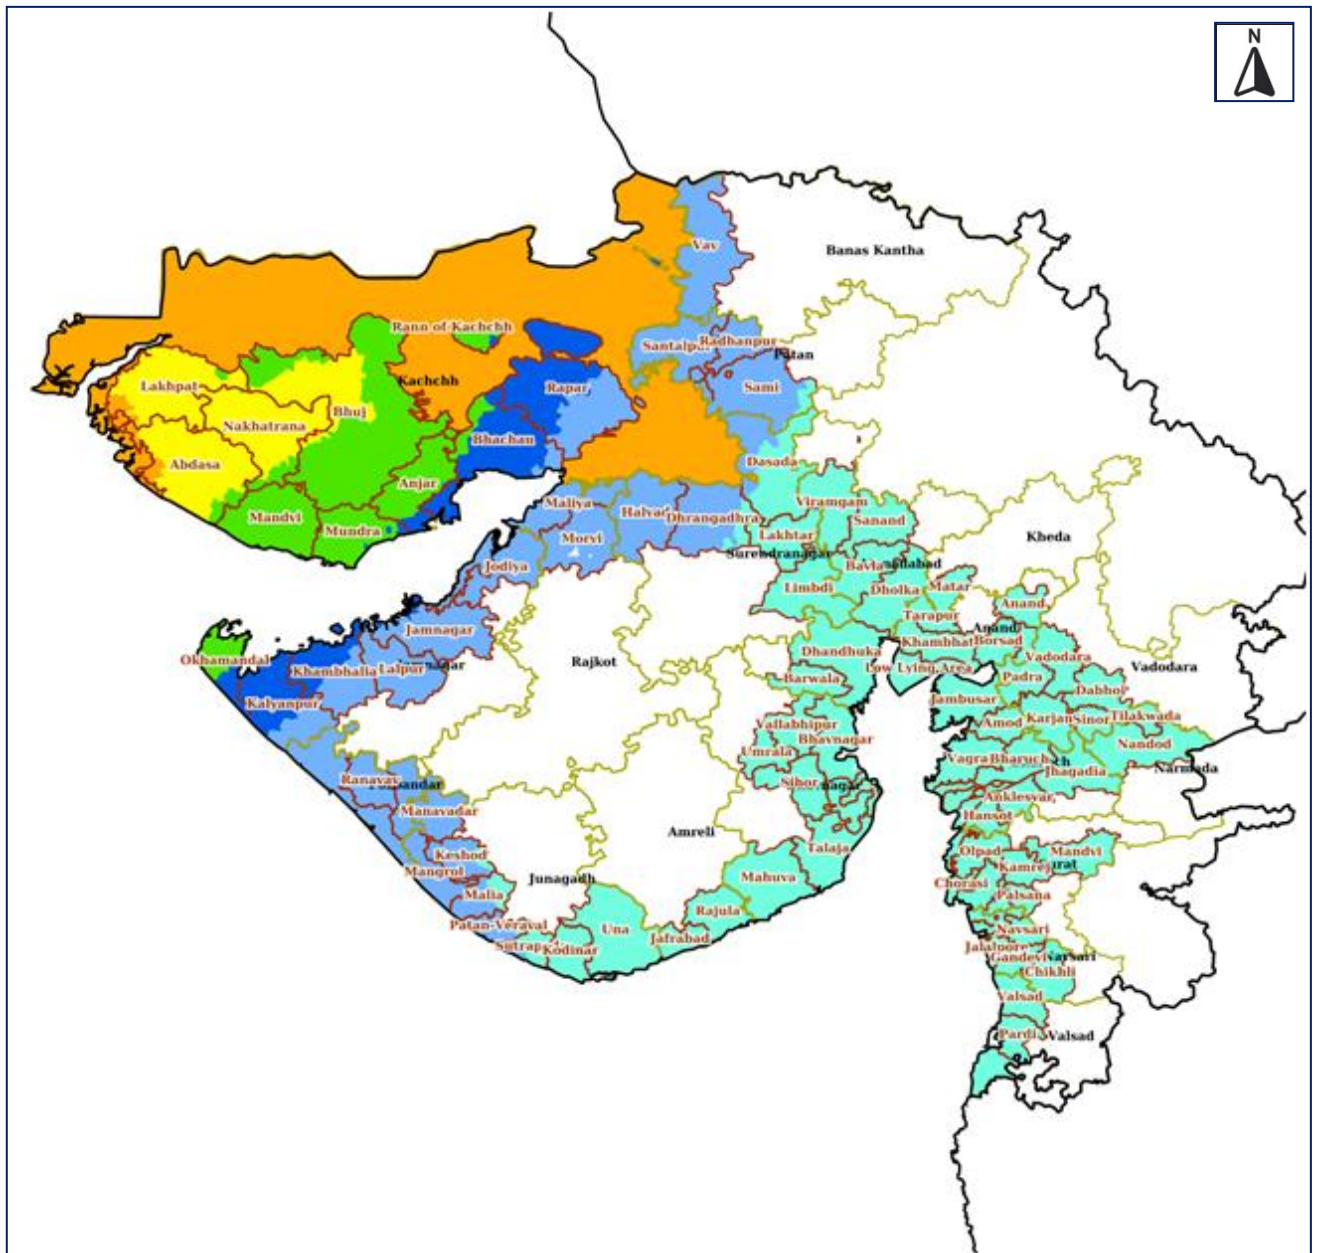 N
Vav
Banas Kantha
Rann of Kachchh
Santalpur
Radhanpur
Patan
Lakhpat
Kachchh
Rapar
Sami
Nakhatrana
Bhuj
Bhachau
Abdasa
Dasada
Anjar
Maliya
Viramgam
Mandvi
Mundra
Halvad
Dhrangadhra
Sanand
Morvi
Lakhtar
Kheda
Surendranagar
Jodiya
Bavla
Limbdi
Dholka
Matar
Tarapur
Anand
Jamnagar
Anand
Khambhat
Borsad
Dhandhuka
Vadodara
Okhamandal
Rajkot
Khambhalia
Lalpur
Low Lying Area
Vadodara
Barwala
Padra
Dabhoi
Kalyanpur
Jambusar
Vallabhipur
Amod
Karjan
Sinor
Tilakwada
Bhavnagar
Nandod
Umrala
Vagra
Bharuch
Narmada
Ranavav
Sihor
Jhagadia
Anklesvar
Manavadar
Hansot
Amreli
Talaja
Olpad
Mandvi
Keshod
Kamrej
Mangrol
Junagadh
Mahuva
Chorasi
Malia
Palsana
Rajula
Patan-Veraval
Una
Navsari
Jafrabad
Kodinar
Gandevi
Chikhli
Valsad
Pardi
Valsad